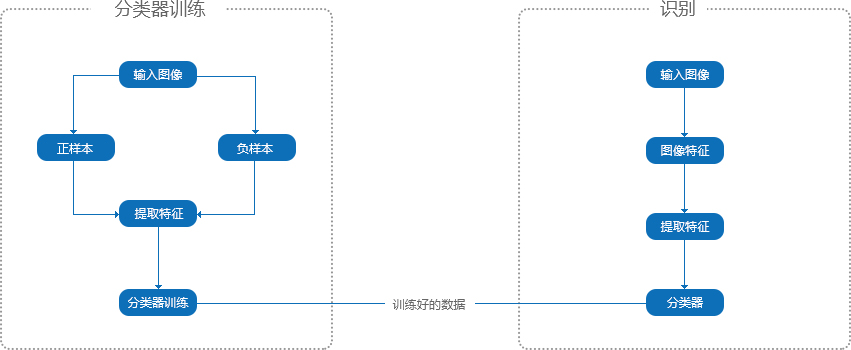 分类器训练
输入图像
正样本
负样本
提取特征
分类器训练
训练好的数据
识别
输入图像
图像特征
提取特征
分类器